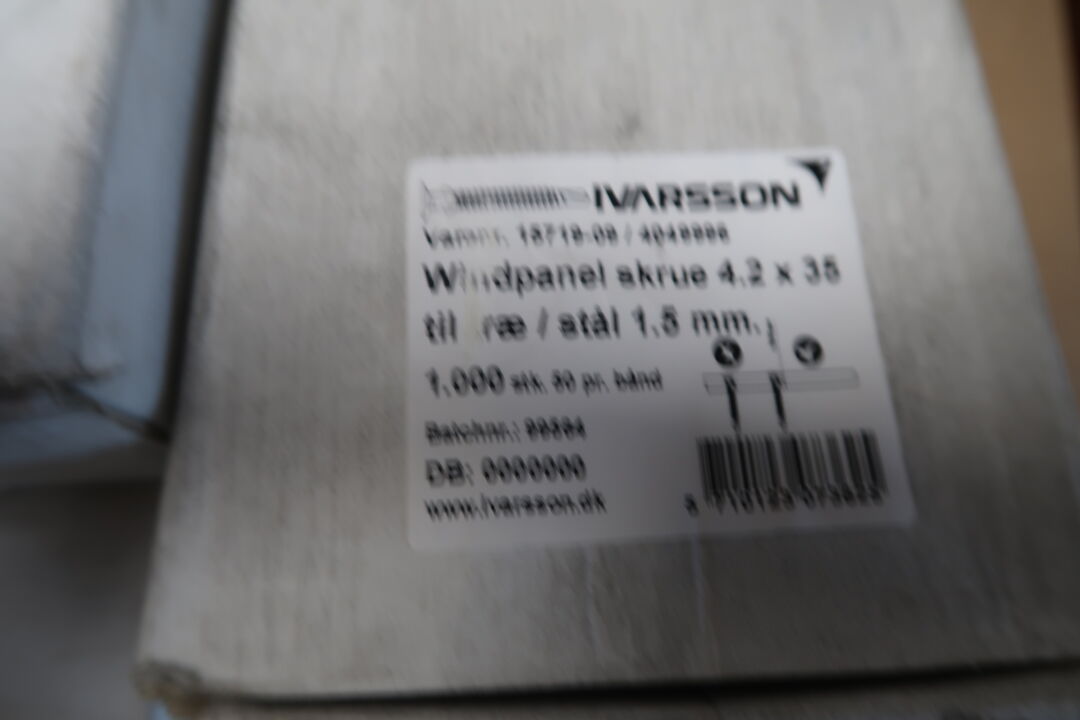 IVARSSON
Windpanel skrue 4.2 x 35
til træ / stål 1.5 mm.
1.000 stk. 50 pr. bånd
Batchnr.:
DB: 0000000
www.ivarsson.dk